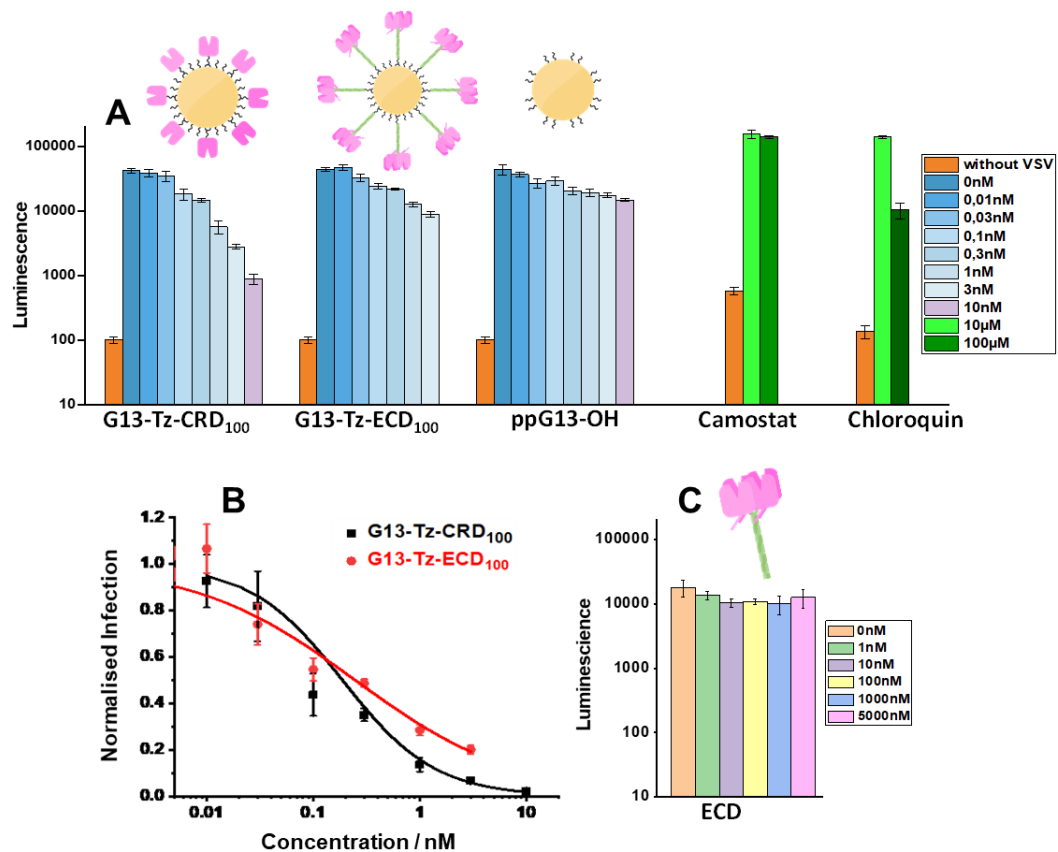 A
100000
10000
1000
100
10
Luminescence
G13-Tz-CRD100
G13-Tz-ECD100
ppG13-OH
Camostat
Chloroquin
without VSV
0nM
0,01nM
0,03nM
0,1nM
0,3nM
1nM
3nM
10nM
10µM
100µM
B
1.2
1.0
0.8
0.6
0.4
0.2
0.0
Normalised Infection
G13-Tz-CRD100
G13-Tz-ECD100
0.01
0.1
1
10
Concentration / nM
C
100000
10000
1000
100
10
Luminescience
ECD
0nM
1nM
10nM
100nM
1000nM
5000nM